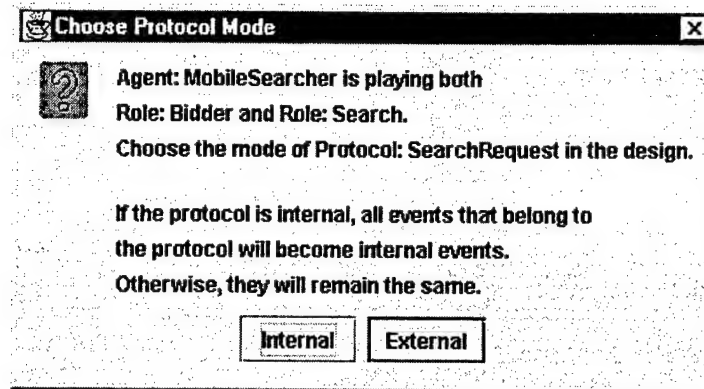 Choose Protocol Mode
Agent: MobileSearcher is playing both
Role: Bidder and Role: Search.
Choose the mode of Protocol: SearchRequest in the design.
If the protocol is internal, all events that belong to
the protocol will become internal events.
Otherwise, they will remain the same.
Internal External